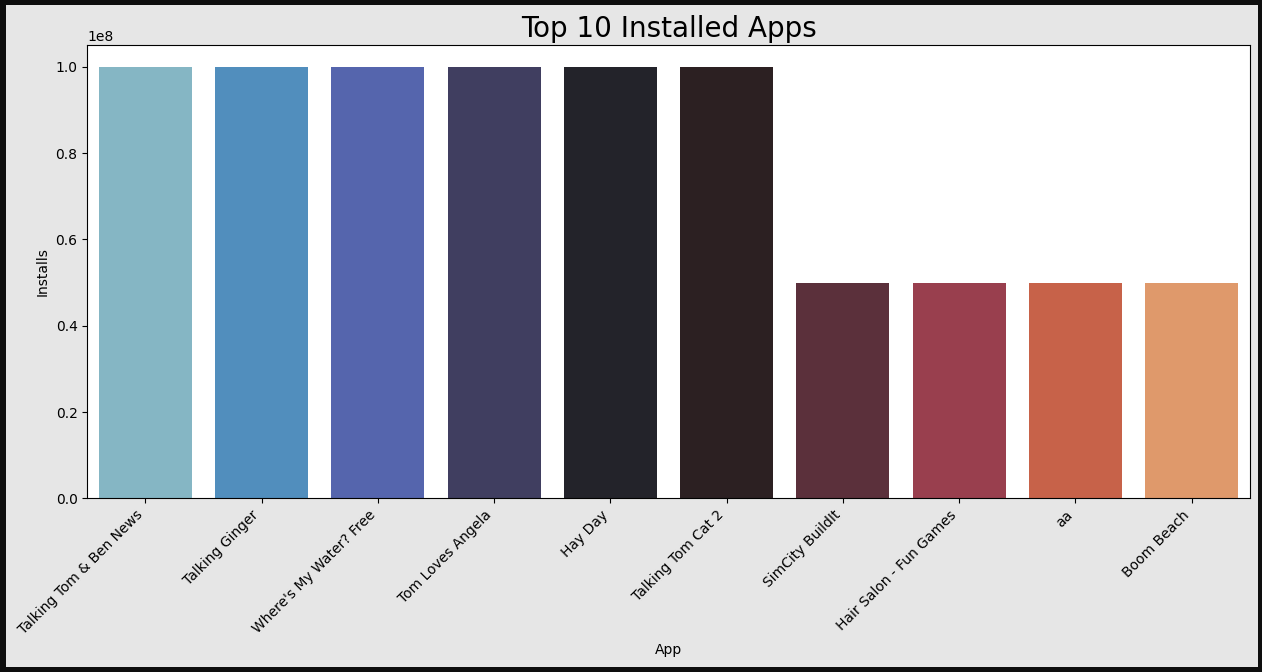 Top 10 Installed Apps
1e8
1.0
0.8
0.6
0.4
0.2
0.0
Installs
Talking Tom & Ben News
Talking Ginger
Where's My Water? Free
Tom Loves Angela
Hay Day
Talking Tom Cat 2
SimCity BuildIt
Hair Salon - Fun Games
aa
Boom Beach
App